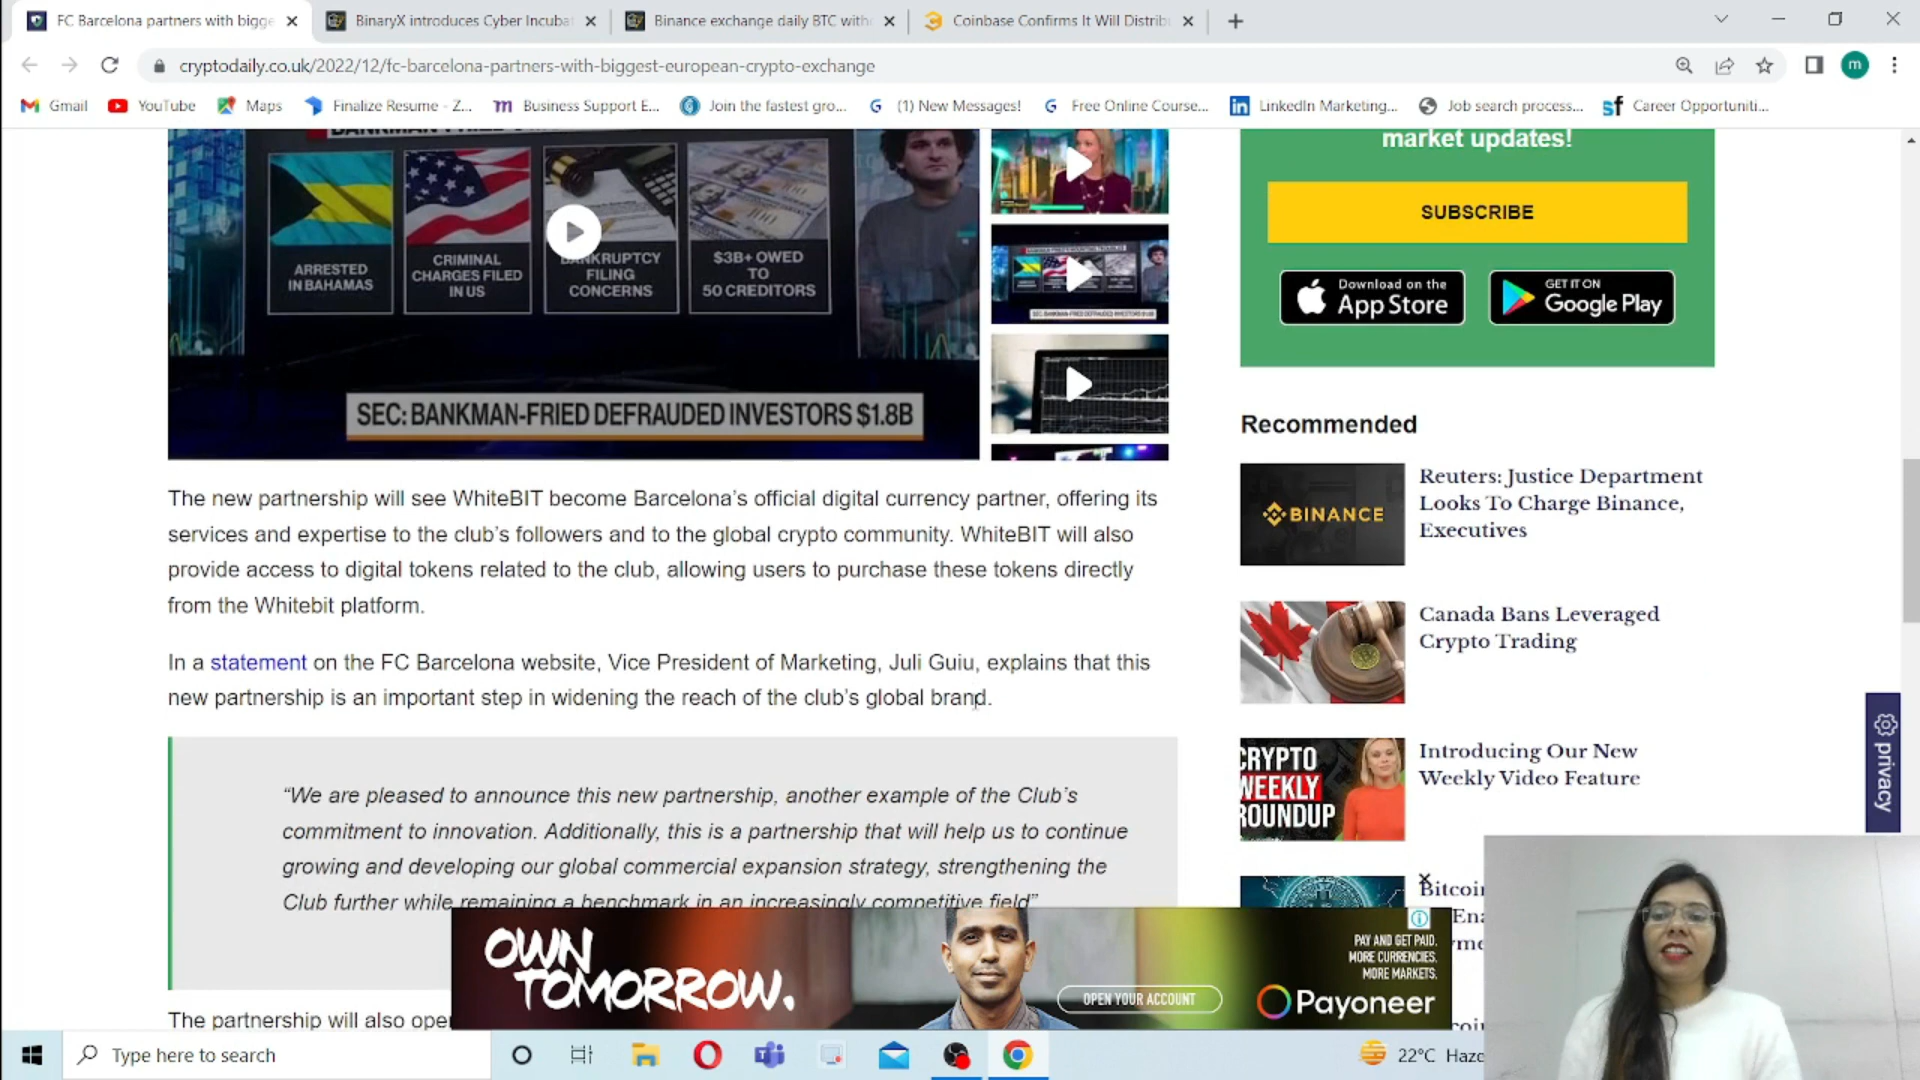 FC Barcelona partners with bigge
BinaryX introduces Cyber Incuba
Binance exchange daily BTC with
Coinbase Confirms It Will Distrib
cryptodaily.co.uk/2022/12/fc-barcelona-partners-with-biggest-european-crypto-exchange
m
Gmail
YouTube
Maps
Finalize Resume - Z...
Business Support E...
Join the fastest gro...
(1) New Messages!
Free Online Course...
LinkedIn Marketing...
Job search process...
Career Opportuniti...
ARRESTED
IN BAHAMAS
CRIMINAL
CHARGES FILED
IN US
BANKRUPTCY
FILING
CONCERNS
$3B+ OWED
TO
50 CREDITORS
SEC: BANKMAN-FRIED DEFRAUDED INVESTORS $1.8B
market updates!
SUBSCRIBE
Download on the
App Store
GET IT ON
Google Play
The new partnership will see WhiteBIT become Barcelona's official digital currency partner, offering its
services and expertise to the club's followers and to the global crypto community. WhiteBIT will also
provide access to digital tokens related to the club, allowing users to purchase these tokens directly
from the Whitebit platform.
In a statement on the FC Barcelona website, Vice President of Marketing, Juli Guiu, explains that this
new partnership is an important step in widening the reach of the club's global brand.
“We are pleased to announce this new partnership, another example of the Club's
commitment to innovation. Additionally, this is a partnership that will help us to continue
growing and developing our global commercial expansion strategy, strengthening the
Club further while remaining a benchmark in an increasingly competitive field”
The partnership will also ope
Recommended
BINANCE
Reuters: Justice Department
Looks To Charge Binance,
Executives
Canada Bans Leveraged
Crypto Trading
CRYPTO
WEEKLY
ROUNDUP
Introducing Our New
Weekly Video Feature
Bitcoi
Ena
yme
coi
privacy
OWN
TOMORROW.
OPEN YOUR ACCOUNT
PAY AND GET PAID.
MORE CURRENCIES.
MORE MARKETS.
Payoneer
Type here to search
22°C Haze